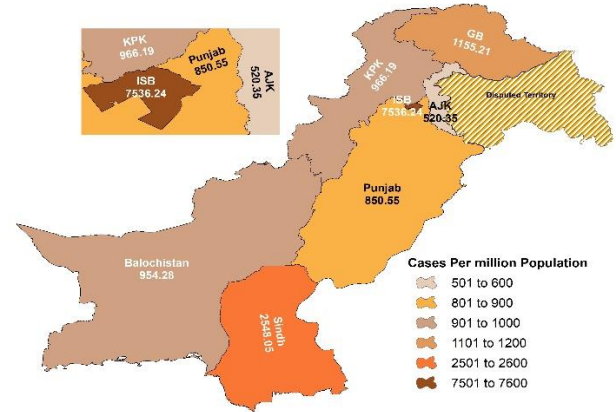 KPK
966.19
Punjab
850.55
ISB
7536.24
AJK
520.35
GB
1155.21
KPK
966.19
ISB
7536.24
AJK
520.35
Disputed Territory
Punjab
850.55
Balochistan
954.28
Sindh
2548.05
Cases Per million Population
501 to 600
801 to 900
901 to 1000
1101 to 1200
2501 to 2600
7501 to 7600